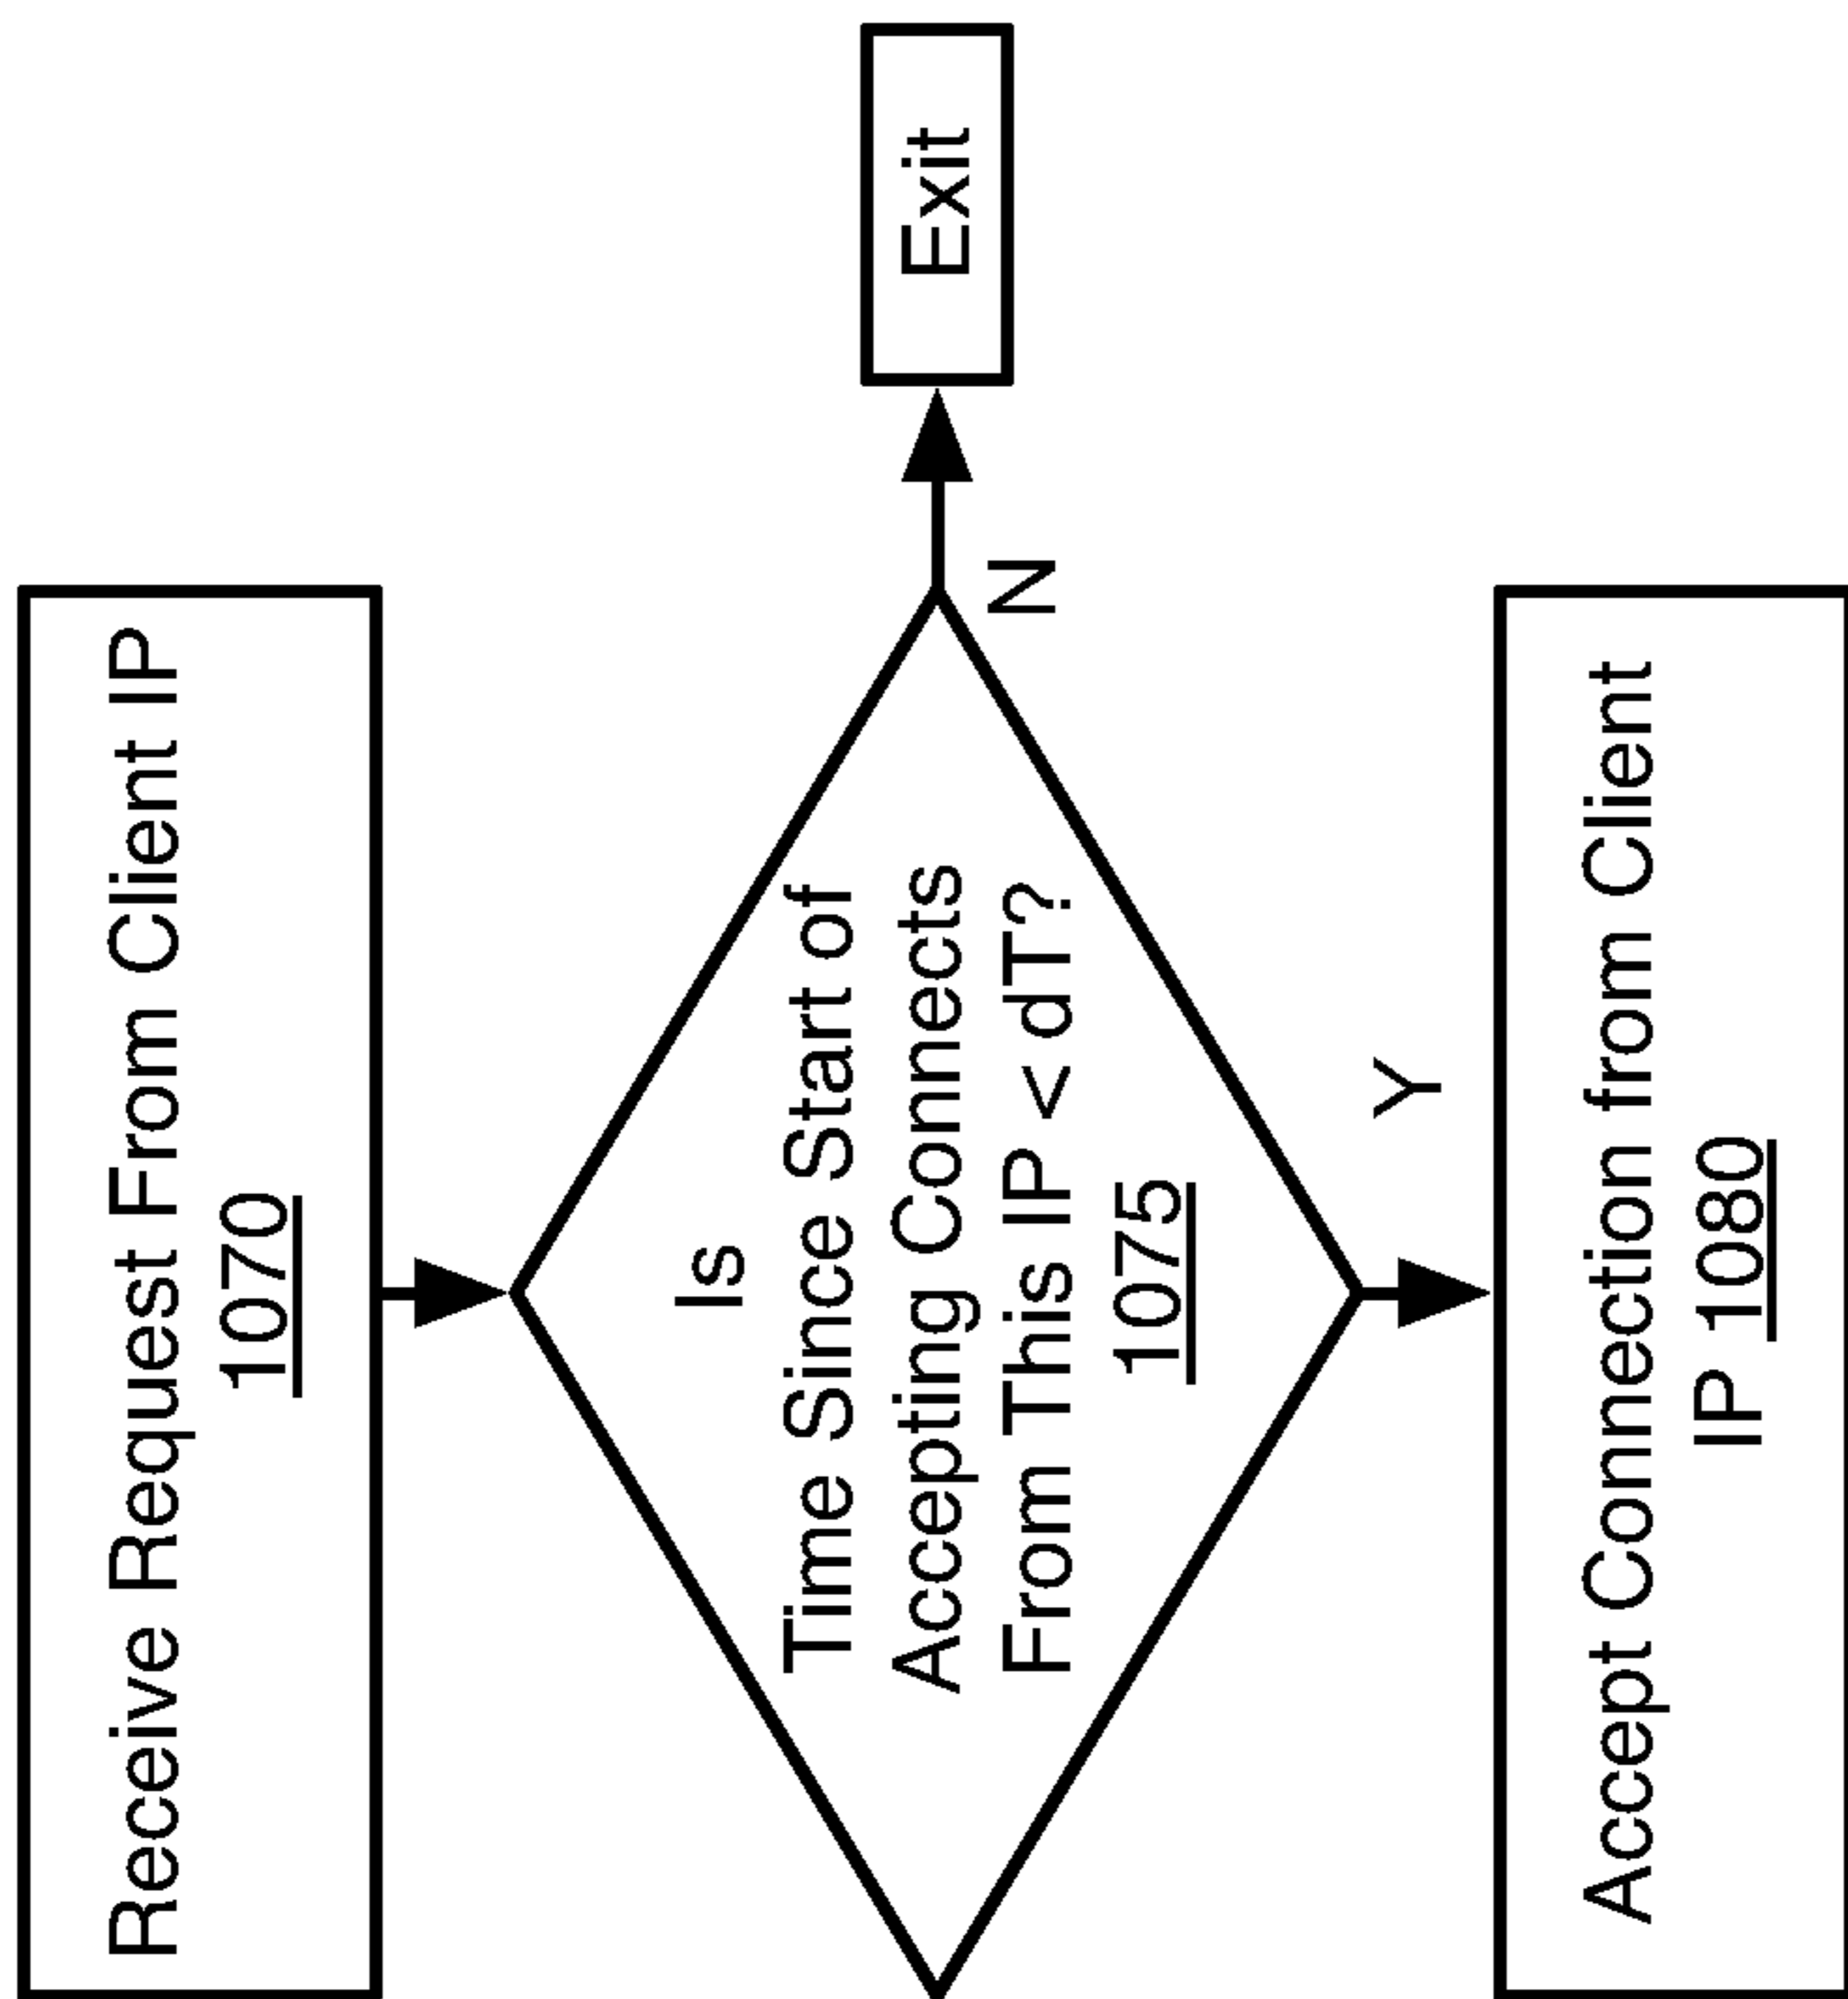 Receive Request From Client IP
1070
Is
Time Since Start of
Accepting Connects
From This IP < dT?
1075
N
Exit
Y
Accept Connection from Client
IP 1080